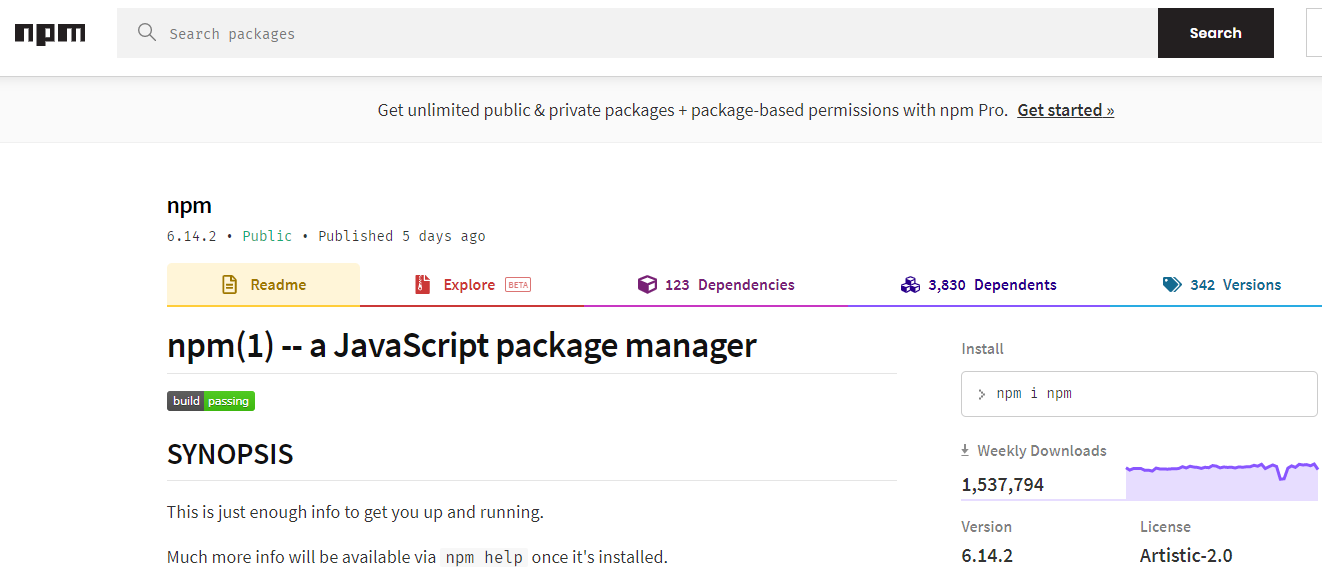 npm
Search packages
Search
Get unlimited public & private packages + package-based permissions with npm Pro. Get started »
npm
6.14.2 • Public • Published 5 days ago
Readme
Explore BETA
123 Dependencies
3,830 Dependents
342 Versions
npm(1) -- a JavaScript package manager
build passing
SYNOPSIS
This is just enough info to get you up and running.
Much more info will be available via npm help once it's installed.
Install
> npm i npm
Weekly Downloads
1,537,794
Version
6.14.2
License
Artistic-2.0